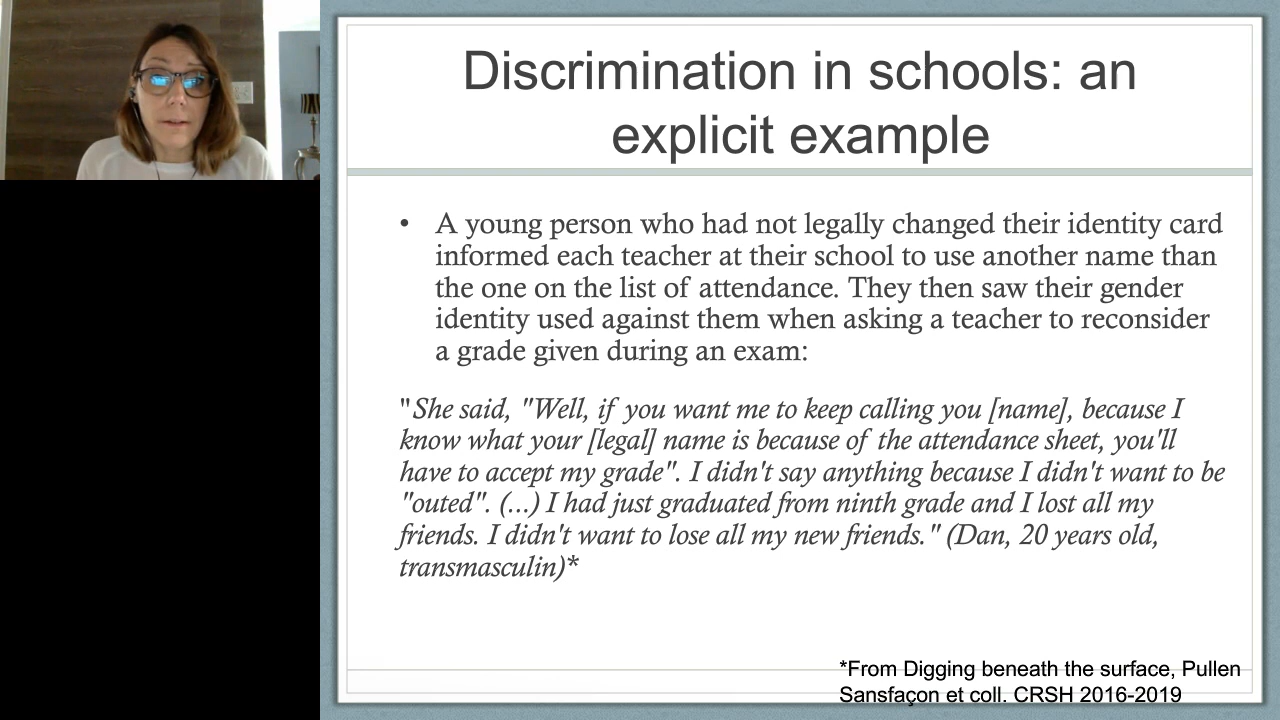 Discrimination in schools: an
explicit example
• A young person who had not legally changed their identity card
informed each teacher at their school to use another name than
the one on the list of attendance. They then saw their gender
identity used against them when asking a teacher to reconsider
a grade given during an exam:
"She said, "Well, if you want me to keep calling you [name], because I
know what your [legal] name is because of the attendance sheet, you'll
have to accept my grade". I didn't say anything because I didn't want to be
"outed". (...) I had just graduated from ninth grade and I lost all my
friends. I didn't want to lose all my new friends." (Dan, 20 years old,
transmasculin)*
*From Digging beneath the surface, Pullen
Sansfaçon et coll. CRSH 2016-2019